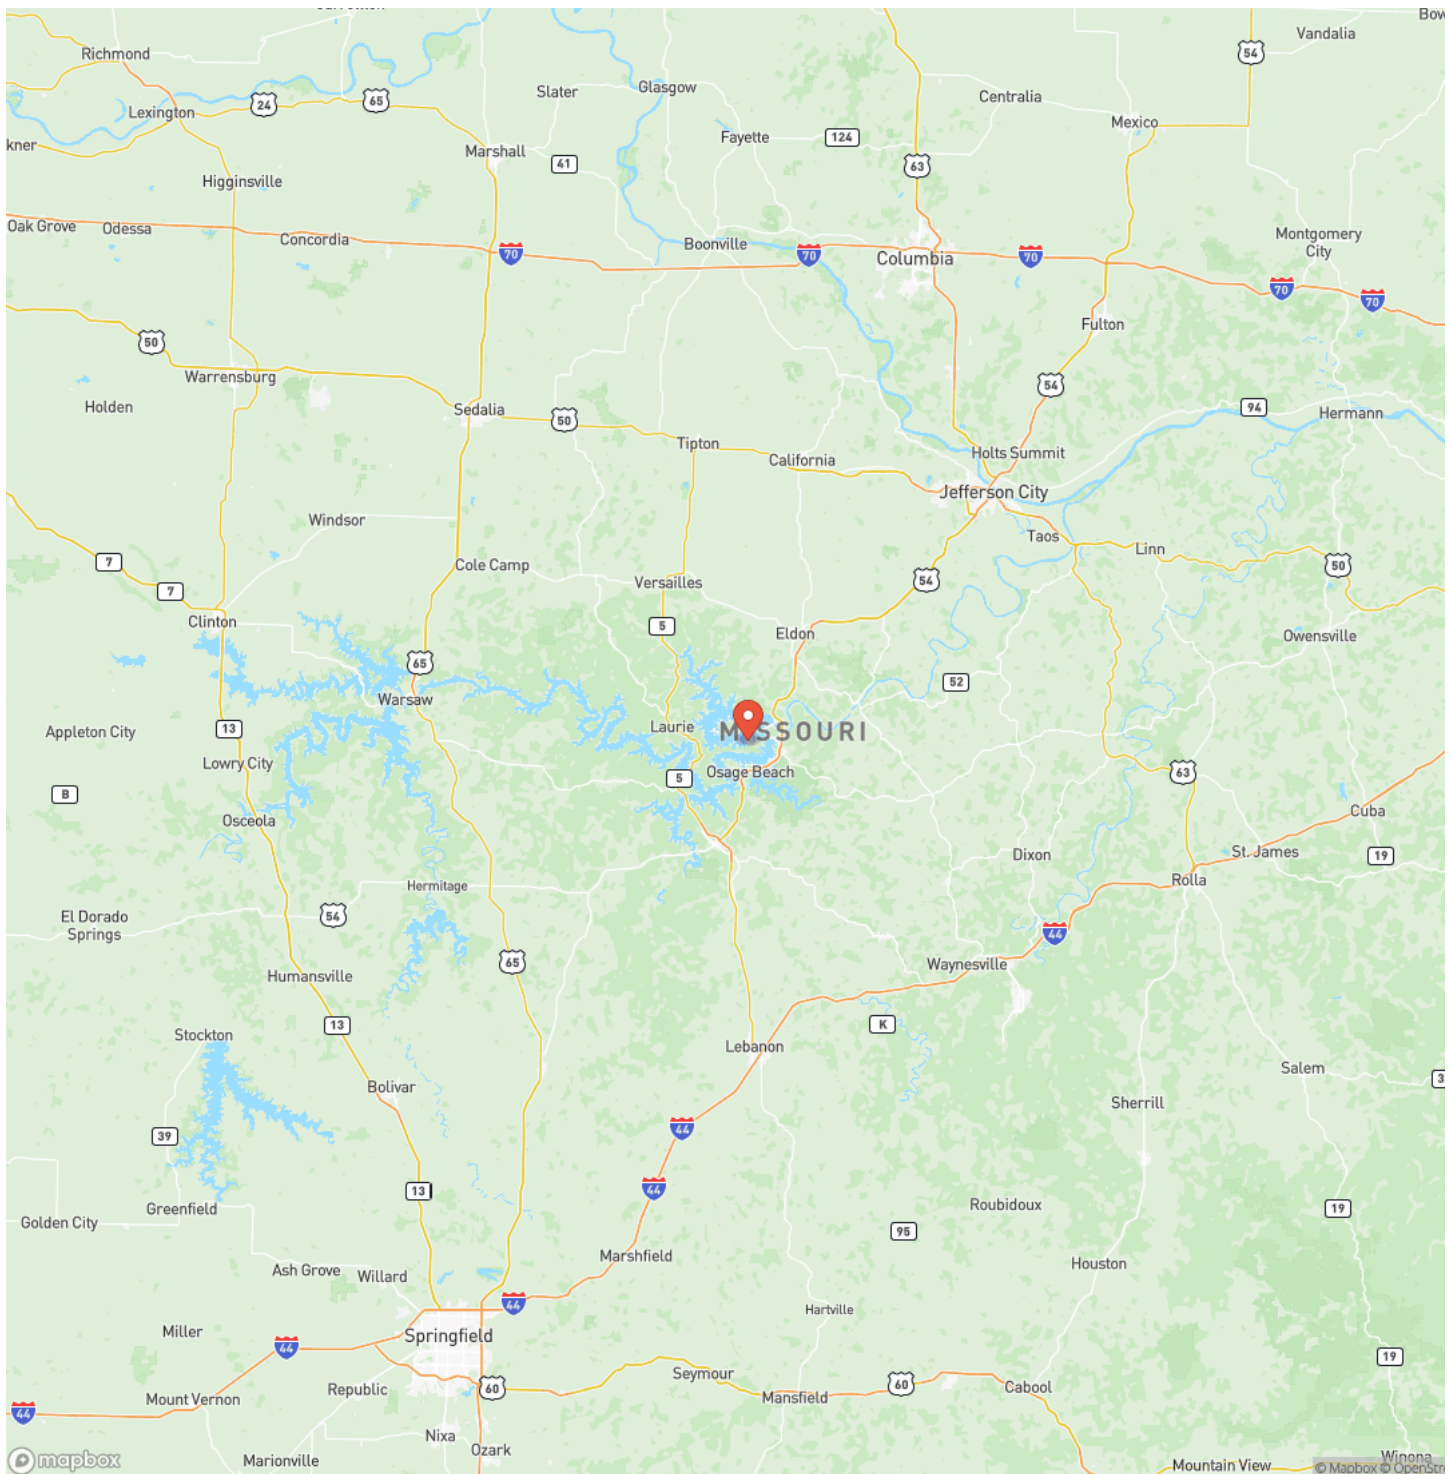 Vandalia
54
Richmond
Glasgow
Slater
Centralia
24
65
Lexington
Mexico
Fayette
124
Marshall
41
63
Higginsville
Oak Grove
Odessa
Concordia
Boonville
Montgomery
City
70
70
Columbia
70
70
70
Fulton
50
Warrensburg
54
Holden
Sedalia
50
94
Hermann
Tipton
California
Holts Summit
Jefferson City
Windsor
Taos
Linn
7
Cole Camp
50
7
Versailles
54
Clinton
5
Eldon
Owensville
65
52
Warsaw
Appleton City
13
Laurie
MISSOURI
Lowry City
5
Osage Beach
63
B
Osceola
Cuba
Dixon
St. James
19
Hermitage
Rolla
54
El Dorado
Springs
44
65
Waynesville
Humansville
13
K
Stockton
Lebanon
Salem
Bolivar
Sherrill
44
39
13
44
Greenfield
Roubidoux
19
Golden City
95
Marshfield
Ash Grove
Willard
Houston
44
Hartville
Miller
Springfield
44
19
Seymour
60
60
Republic
Mount Vernon
Mansfield
Cabool
44
Nixa
Ozark
Marionville
Winona
Mountain View
mapbox
© Mapbox © OpenStre